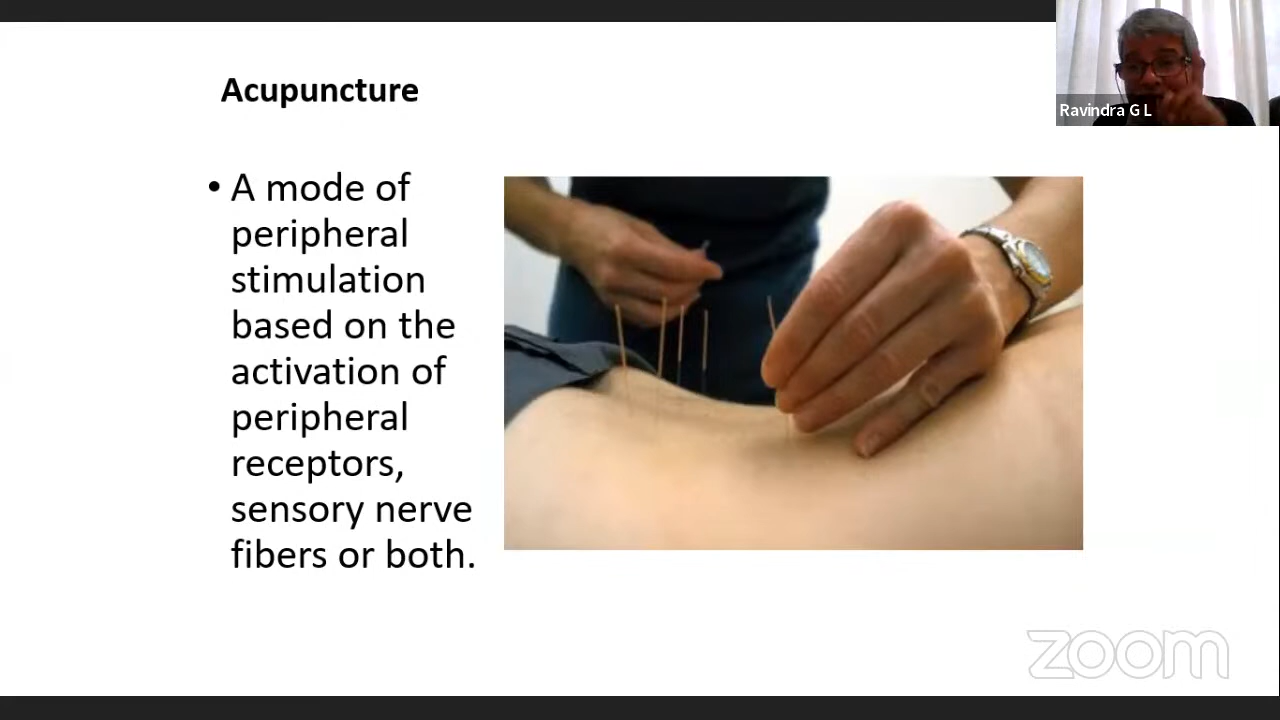 Acupuncture
Ravindra G L
• A mode of
peripheral
stimulation
based on the
activation of
peripheral
receptors,
sensory nerve
fibers or both.
zoom